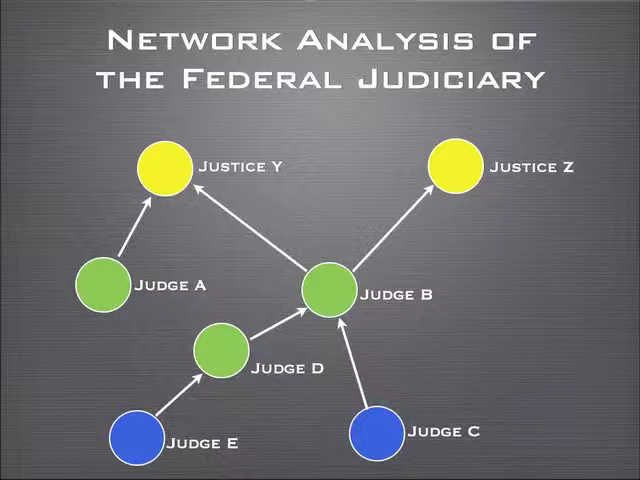 Network Analysis of
the Federal Judiciary
Justice Y
Justice Z
Judge A
Judge B
Judge D
Judge E
Judge C